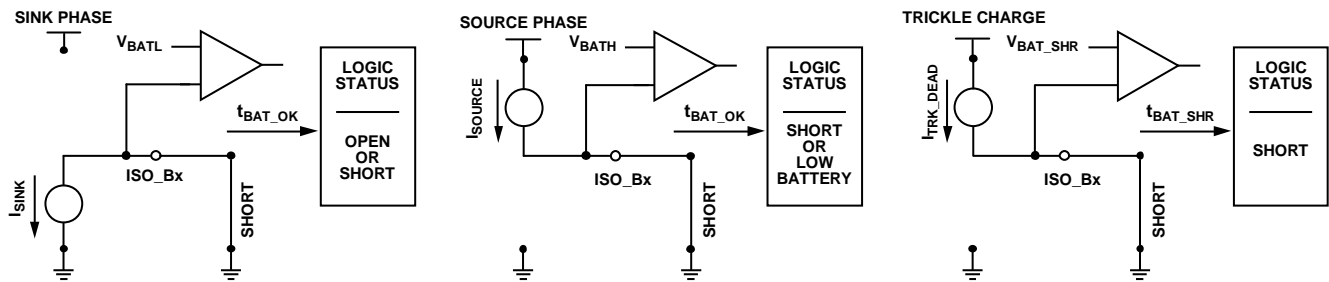 SINK PHASE
V_BATL
LOGIC
STATUS
t_BAT_OK
OPEN
OR
SHORT
ISO_Bx
I_SINK
SHORT
SOURCE PHASE
V_BATH
LOGIC
STATUS
I_SOURCE
t_BAT_OK
SHORT
OR
LOW
BATTERY
ISO_Bx
SHORT
TRICKLE CHARGE
V_BAT_SHR
LOGIC
STATUS
I_TRK_DEAD
t_BAT_SHR
SHORT
ISO_Bx
SHORT